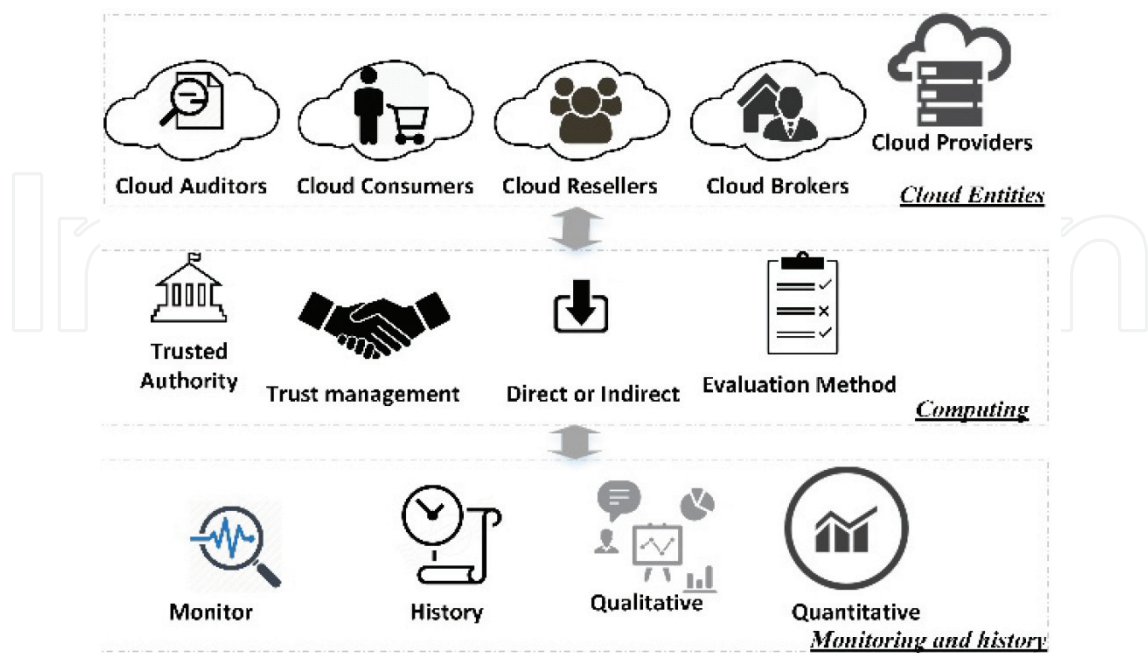 Cloud Auditors
Cloud Consumers
Cloud Resellers
Cloud Brokers
Cloud Providers
Cloud Entities
Trusted
Authority
Trust management
Direct or Indirect
Evaluation Method
Computing
Monitor
History
Qualitative
Quantitative
Monitoring and history